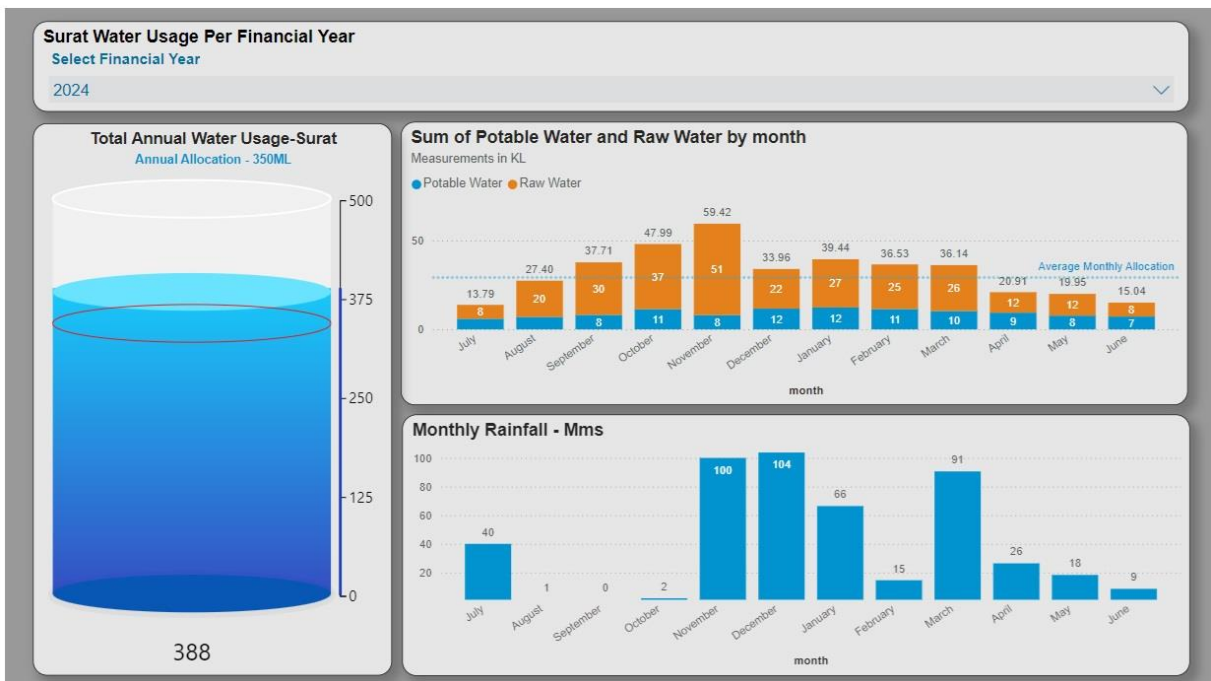 Surat Water Usage Per Financial Year
Select Financial Year
2024
Total Annual Water Usage-Surat
Annual Allocation - 350ML
500
375
250
125
0
388
Sum of Potable Water and Raw Water by month
Measurements in KL
Potable Water Raw Water
50
0
13.79 27.40 37.71 47.99 59.42 33.96 39.44 36.53 36.14 20.91 19.95 15.04
Average Monthly Allocation
8 20 30 37 51 22 27 25 26 12 12 8
8 11 8 12 12 11 10 9 8 7
July August September October November December January February March April May June
month
Monthly Rainfall - Mms
100
80
60
40
20
40 1 0 2 100 104 66 15 91 26 18 9
July August September October November December January February March April May June
month